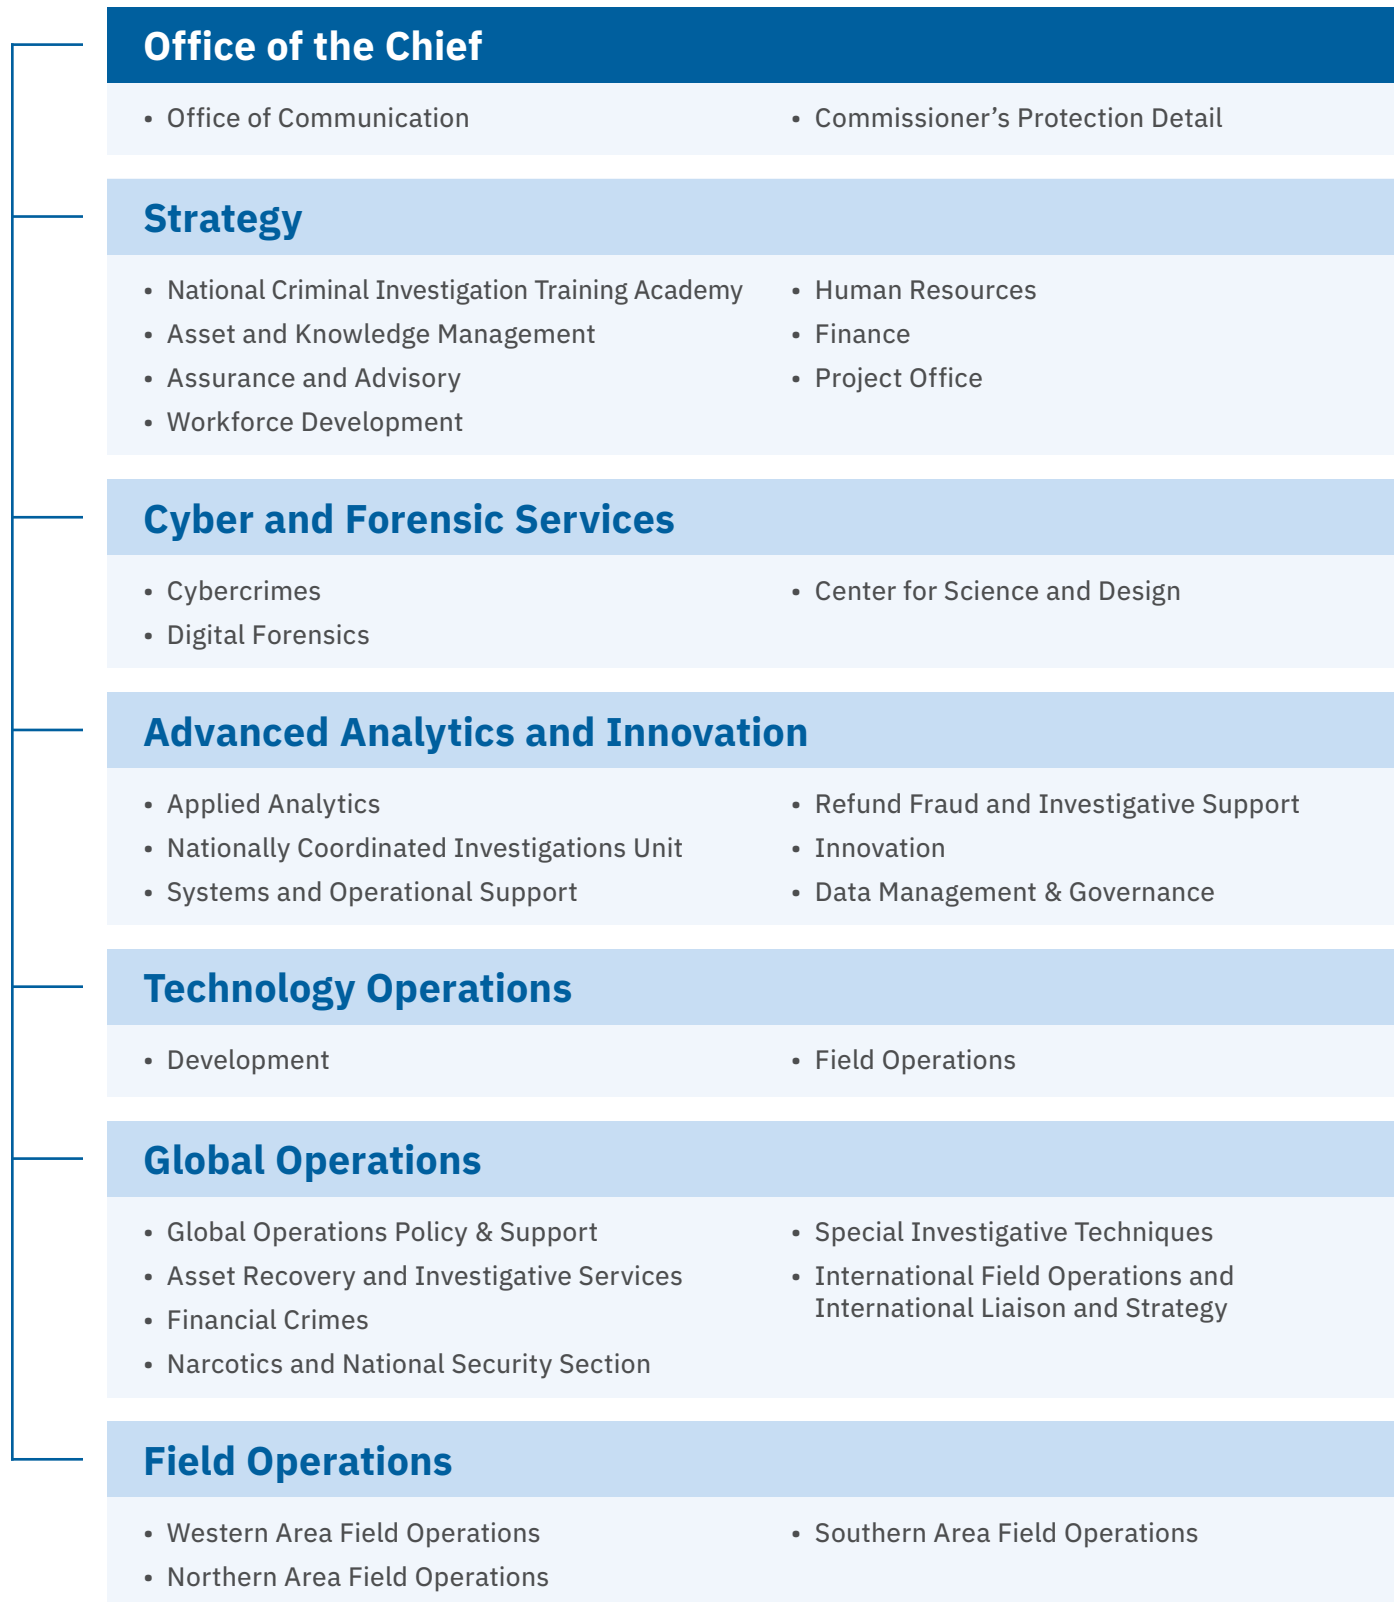 Office of the Chief
• Office of Communication
• Commissioner’s Protection Detail
Strategy
• National Criminal Investigation Training Academy
• Asset and Knowledge Management
• Assurance and Advisory
• Workforce Development
• Human Resources
• Finance
• Project Office
Cyber and Forensic Services
• Cybercrimes
• Digital Forensics
• Center for Science and Design
Advanced Analytics and Innovation
• Applied Analytics
• Nationally Coordinated Investigations Unit
• Systems and Operational Support
• Refund Fraud and Investigative Support
• Innovation
• Data Management & Governance
Technology Operations
• Development
• Field Operations
Global Operations
• Global Operations Policy & Support
• Asset Recovery and Investigative Services
• Financial Crimes
• Narcotics and National Security Section
• Special Investigative Techniques
• International Field Operations and
International Liaison and Strategy
Field Operations
• Western Area Field Operations
• Northern Area Field Operations
• Southern Area Field Operations